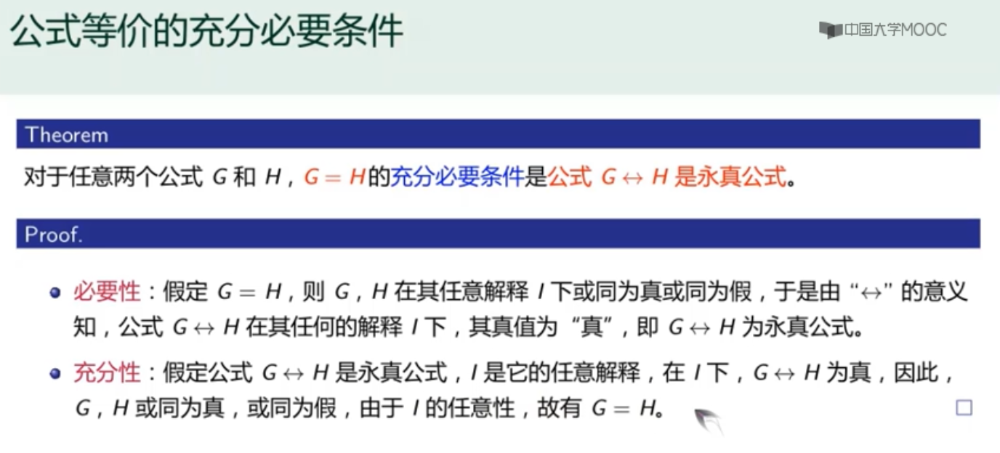 公式等价的充分必要条件
中国大学MOOC
Theorem
对于任意两个公式 G 和 H，G = H的充分必要条件是公式 G ↔ H 是永真公式。
Proof.
必要性：假定 G = H，则 G，H 在其任意解释 I 下或同为真或同为假，于是由 “↔” 的意义
知，公式 G ↔ H 在其任何的解释 I 下，其真值为 “真”，即 G ↔ H 为永真公式。
充分性：假定公式 G ↔ H 是永真公式，I 是它的任意解释，在 I 下，G ↔ H 为真，因此，
G，H 或同为真，或同为假，由于 I 的任意性，故有 G = H。